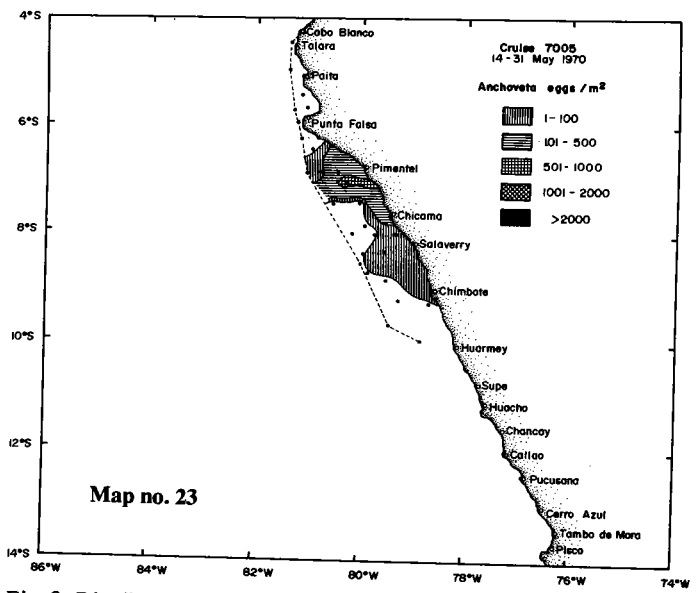 4°S
6°S
8°S
10°S
12°S
14°S
86°W
84°W
82°W
80°W
78°W
76°W
74°W
Cabo Blanco
Talara
Paita
Punta Falsa
Pimentel
Chicama
Salaverry
Chimbote
Huarmey
Supe
Huacho
Chancay
Callao
Pucusana
Cerro Azul
Tambo de Mora
Pisco
Cruise 7005
14-31 May 1970
Anchoveta eggs/m²
1-100
101-500
501-1000
1001-2000
>2000
Map no. 23